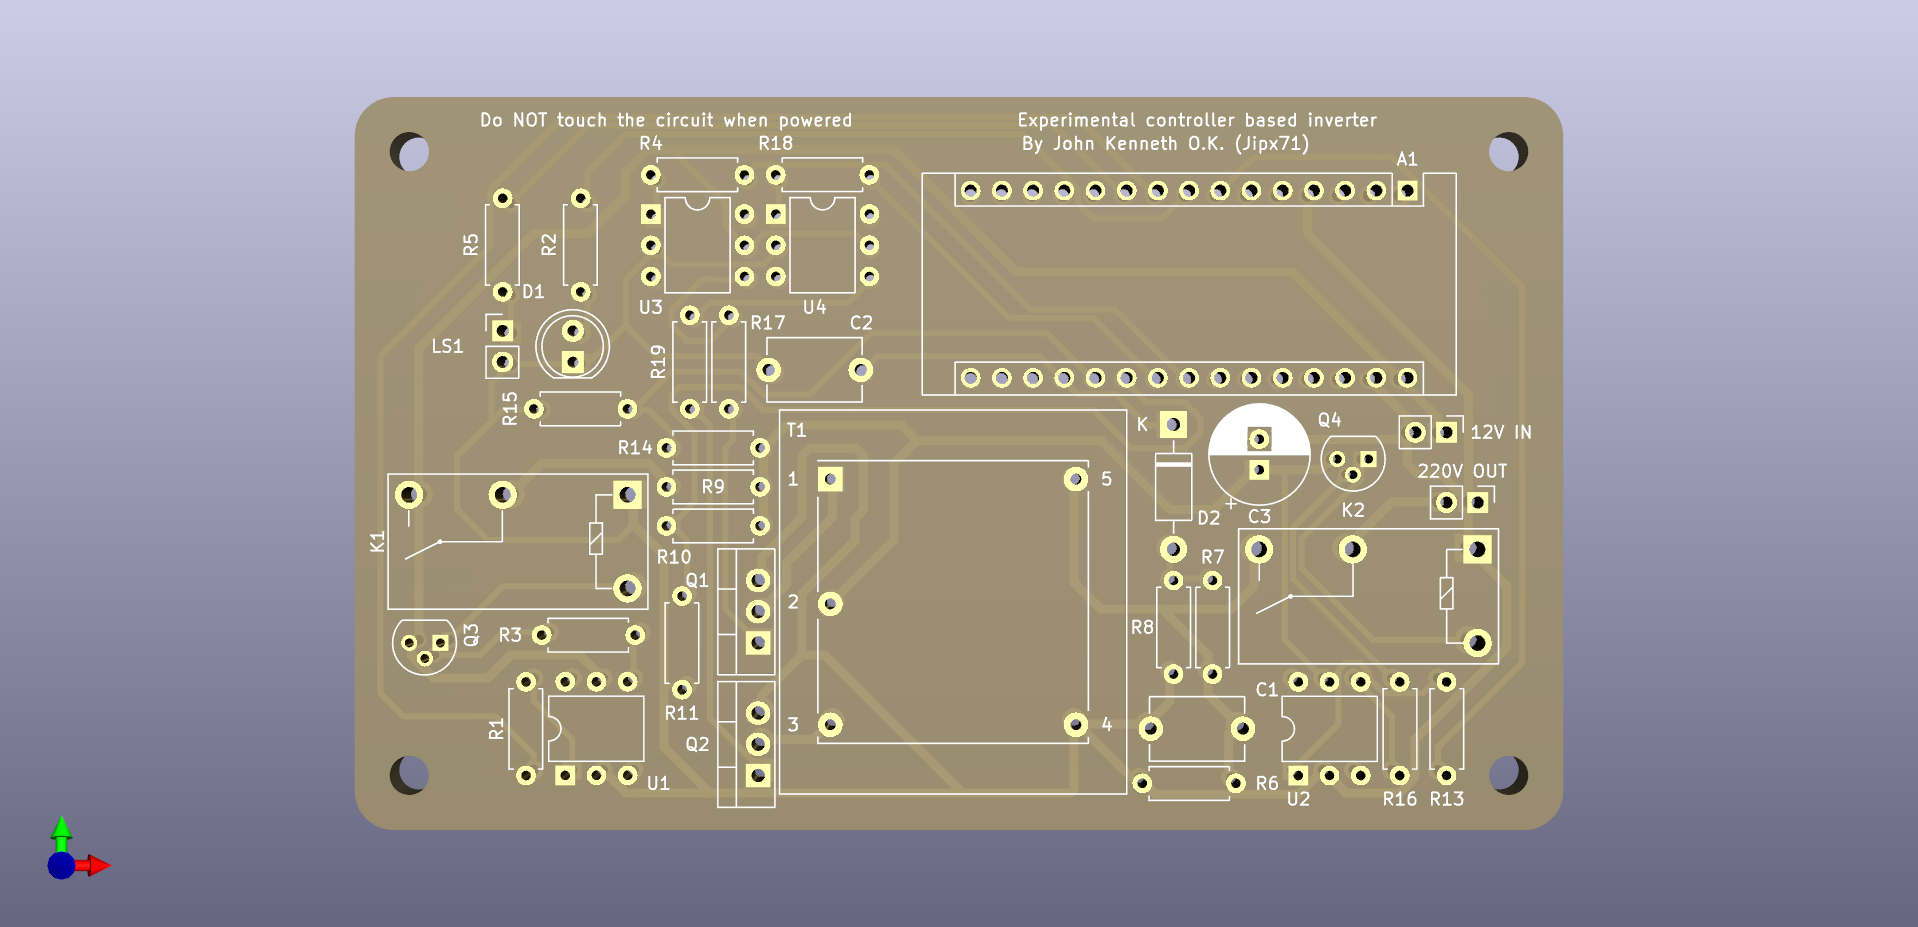 Do NOT touch the circuit when powered
Experimental controller based inverter
By John Kenneth O.K. (Jipx71)
R4
R18
A1
R5
R2
D1
U3
U4
LS1
R19
R17
C2
R15
R14
T1
K
Q4
12V IN
220V OUT
1
5
R9
D2
C3
K2
+
K1
R10
R7
Q1
2
Q3
R3
R8
R11
C1
R1
Q2
3
4
U1
R6
U2
R16
R13